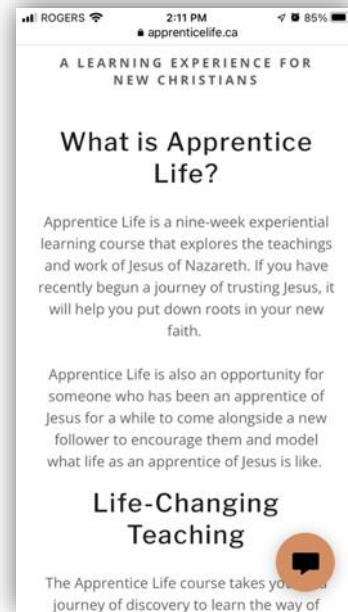 ROGERS 2:11 PM 85%
apprenticelife.ca
A LEARNING EXPERIENCE FOR
NEW CHRISTIANS
What is Apprentice
Life?
Apprentice Life is a nine-week experiential
learning course that explores the teachings
and work of Jesus of Nazareth. If you have
recently begun a journey of trusting Jesus, it
will help you put down roots in your new
faith.
Apprentice Life is also an opportunity for
someone who has been an apprentice of
Jesus for a while to come alongside a new
follower to encourage them and model
what life as an apprentice of Jesus is like.
Life-Changing
Teaching
The Apprentice Life course takes
journey of discovery to learn the way of